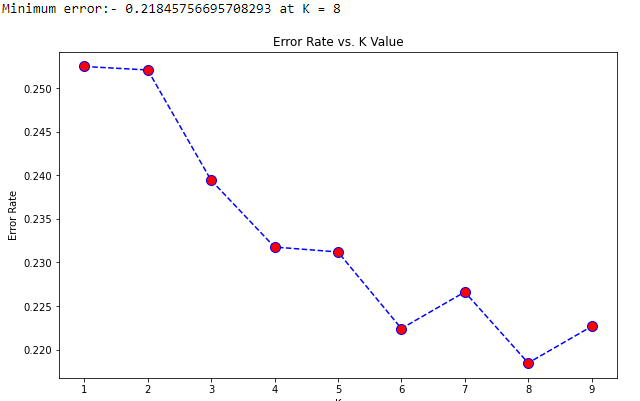 Minimum error:- 0.21845756695708293 at K = 8
Error Rate vs. K Value
0.250
0.245
0.240
0.235
0.230
0.225
0.220
Error Rate
1 2 3 4 5 6 7 8 9